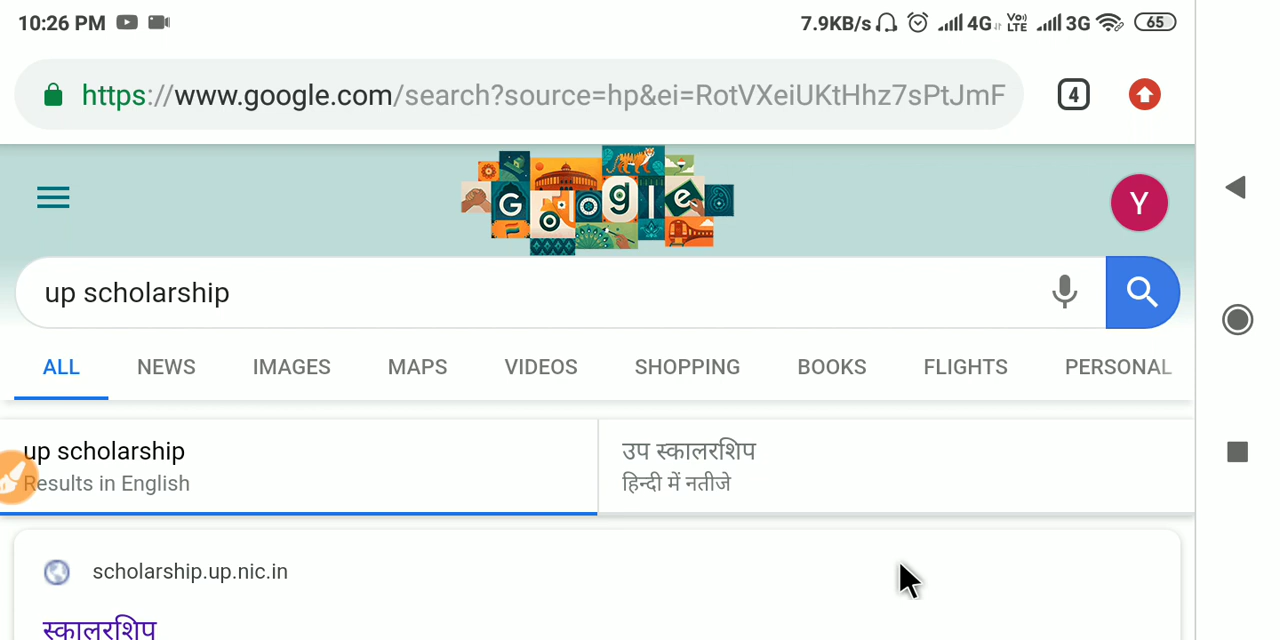 10:26 PM 7.9KB/s 4G VoLTE 3G 65
https://www.google.com/search?source=hp&ei=RotVXeiUKtHhz7sPtJmF 4
Google Y
up scholarship
ALL NEWS IMAGES MAPS VIDEOS SHOPPING BOOKS FLIGHTS PERSONAL
up scholarship उप स्कालरशिप
Results in English हिन्दी में नतीजे
scholarship.up.nic.in
स्कालरशिप